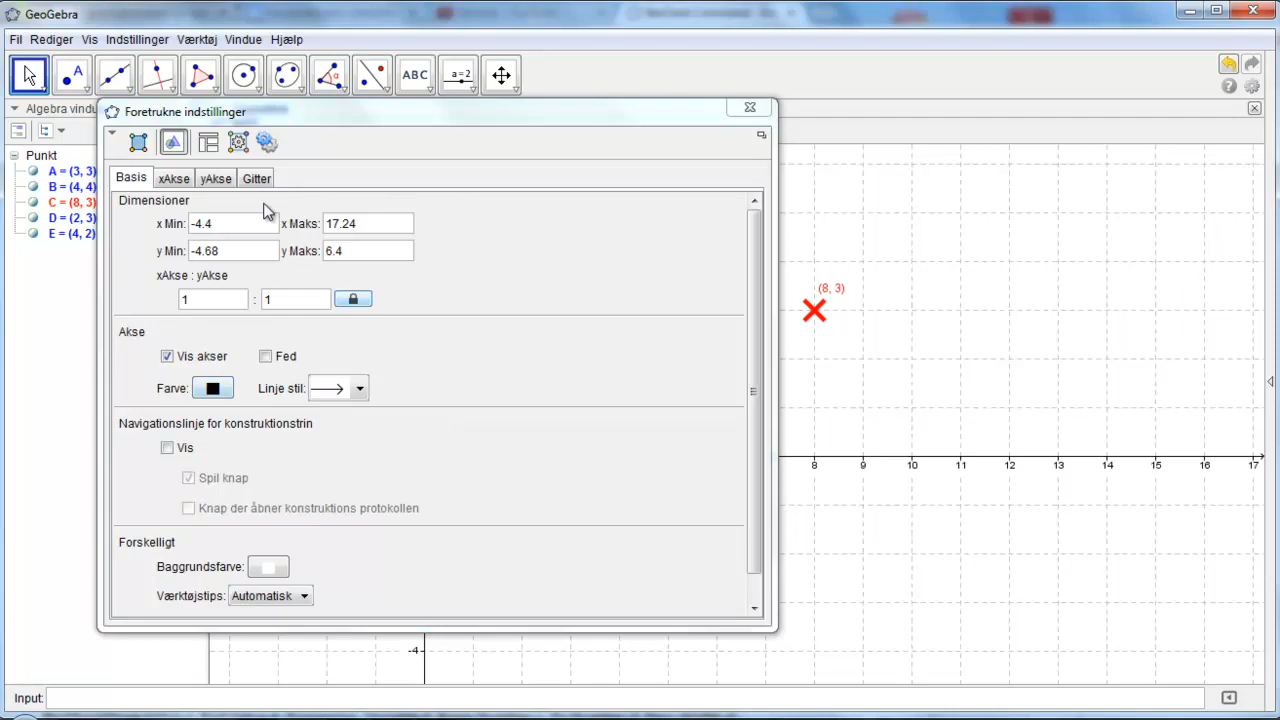 GeoGebra
Fil Rediger Vis Indstillinger Værktøj Vindue Hjælp
A ABC a=2
Algebra vindu
Foretrukne indstillinger
Punkt
A = (3, 3)
B = (4, 4)
C = (8, 3)
D = (2, 3)
E = (4, 2)
Basis xAkse yAkse Gitter
Dimensioner
x Min: -4.4 x Maks: 17.24
y Min: -4.68 y Maks: 6.4
xAkse : yAkse
1 : 1
Akse
Vis akser Fed
Farve: Linje stil:
Navigationslinje for konstruktionstrin
Vis
Spil knap
Knap der åbner konstruktions protokollen
Forskelligt
Baggrundsfarve:
Værktøjstips: Automatisk
(8, 3)
8 9 10 11 12 13 14 15 16 17
-4
Input: